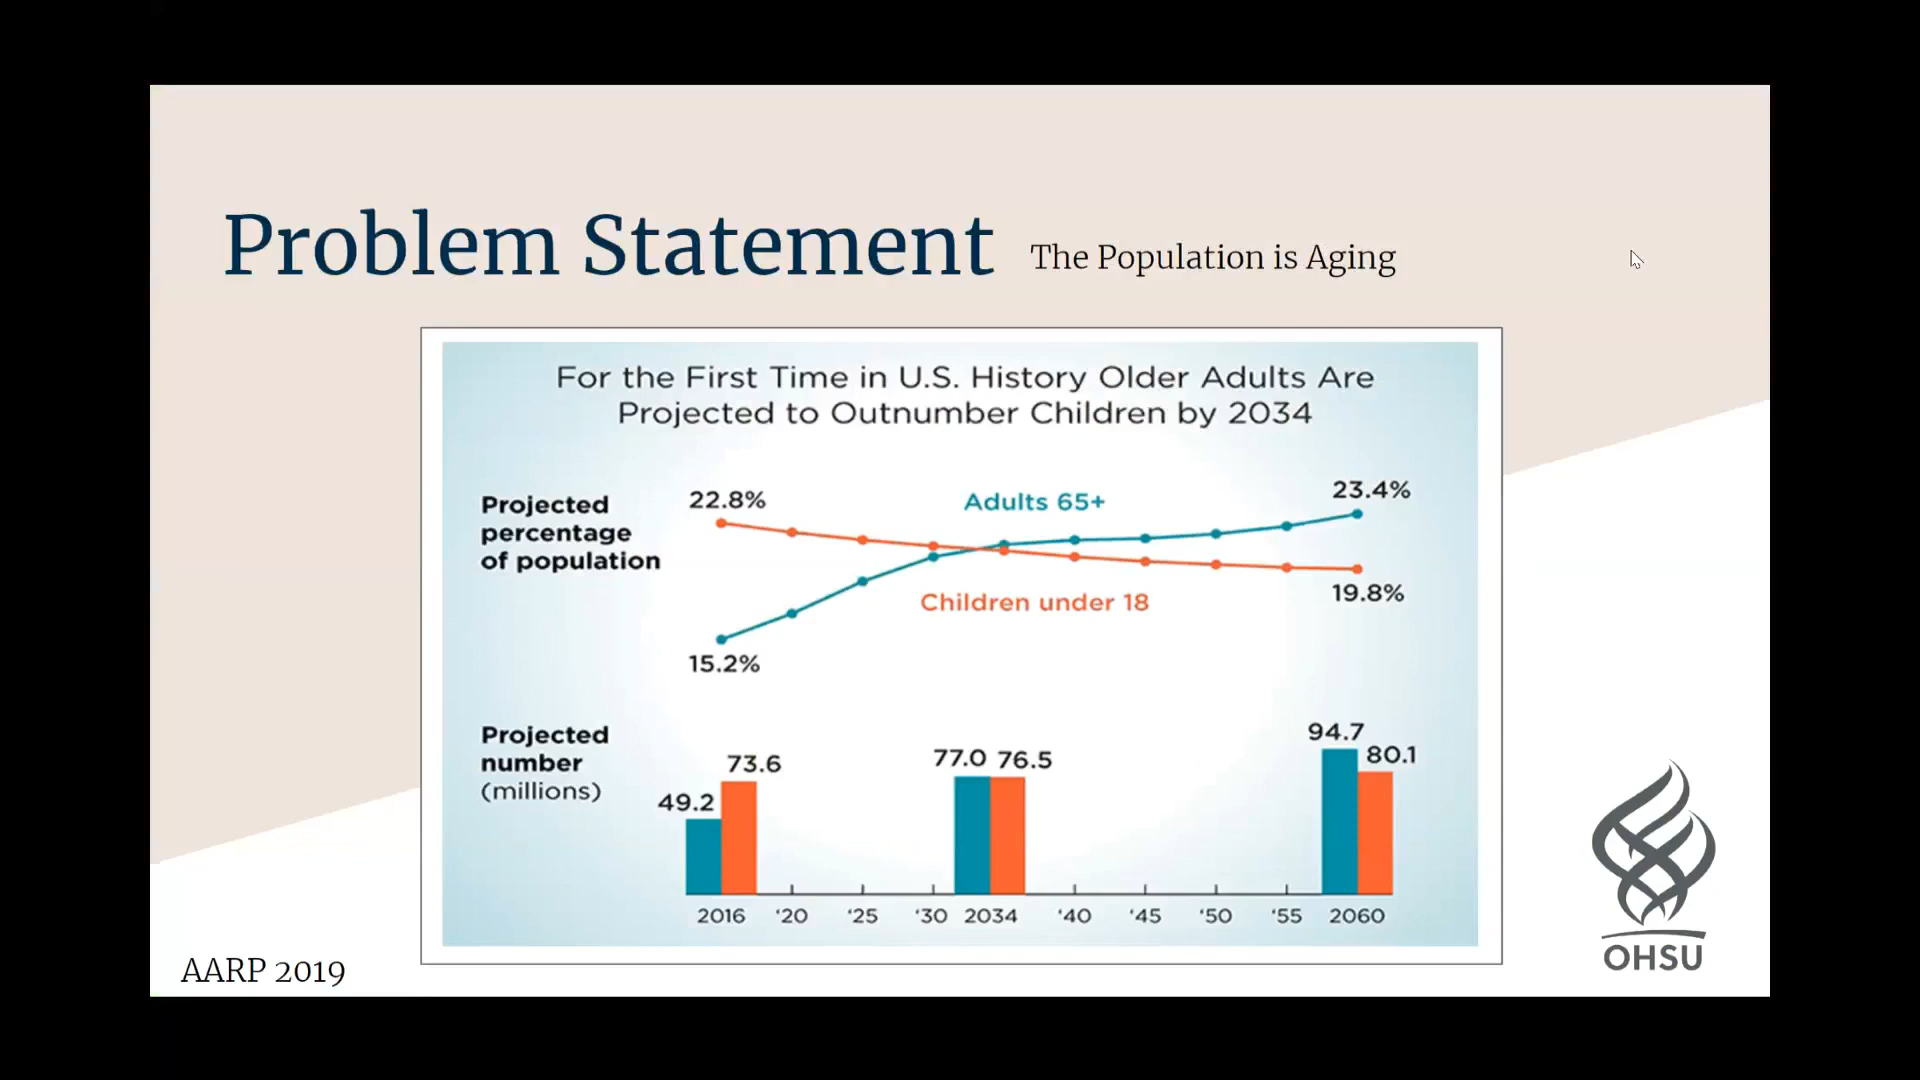 Problem Statement The Population is Aging
For the First Time in U.S. History Older Adults Are
Projected to Outnumber Children by 2034
Projected
percentage
of population
22.8%
Adults 65+
23.4%
Children under 18
19.8%
15.2%
Projected
number
(millions)
49.2
73.6
77.0 76.5
94.7
80.1
2016 '20 '25 '30 2034 '40 '45 '50 '55 2060
AARP 2019
OHSU